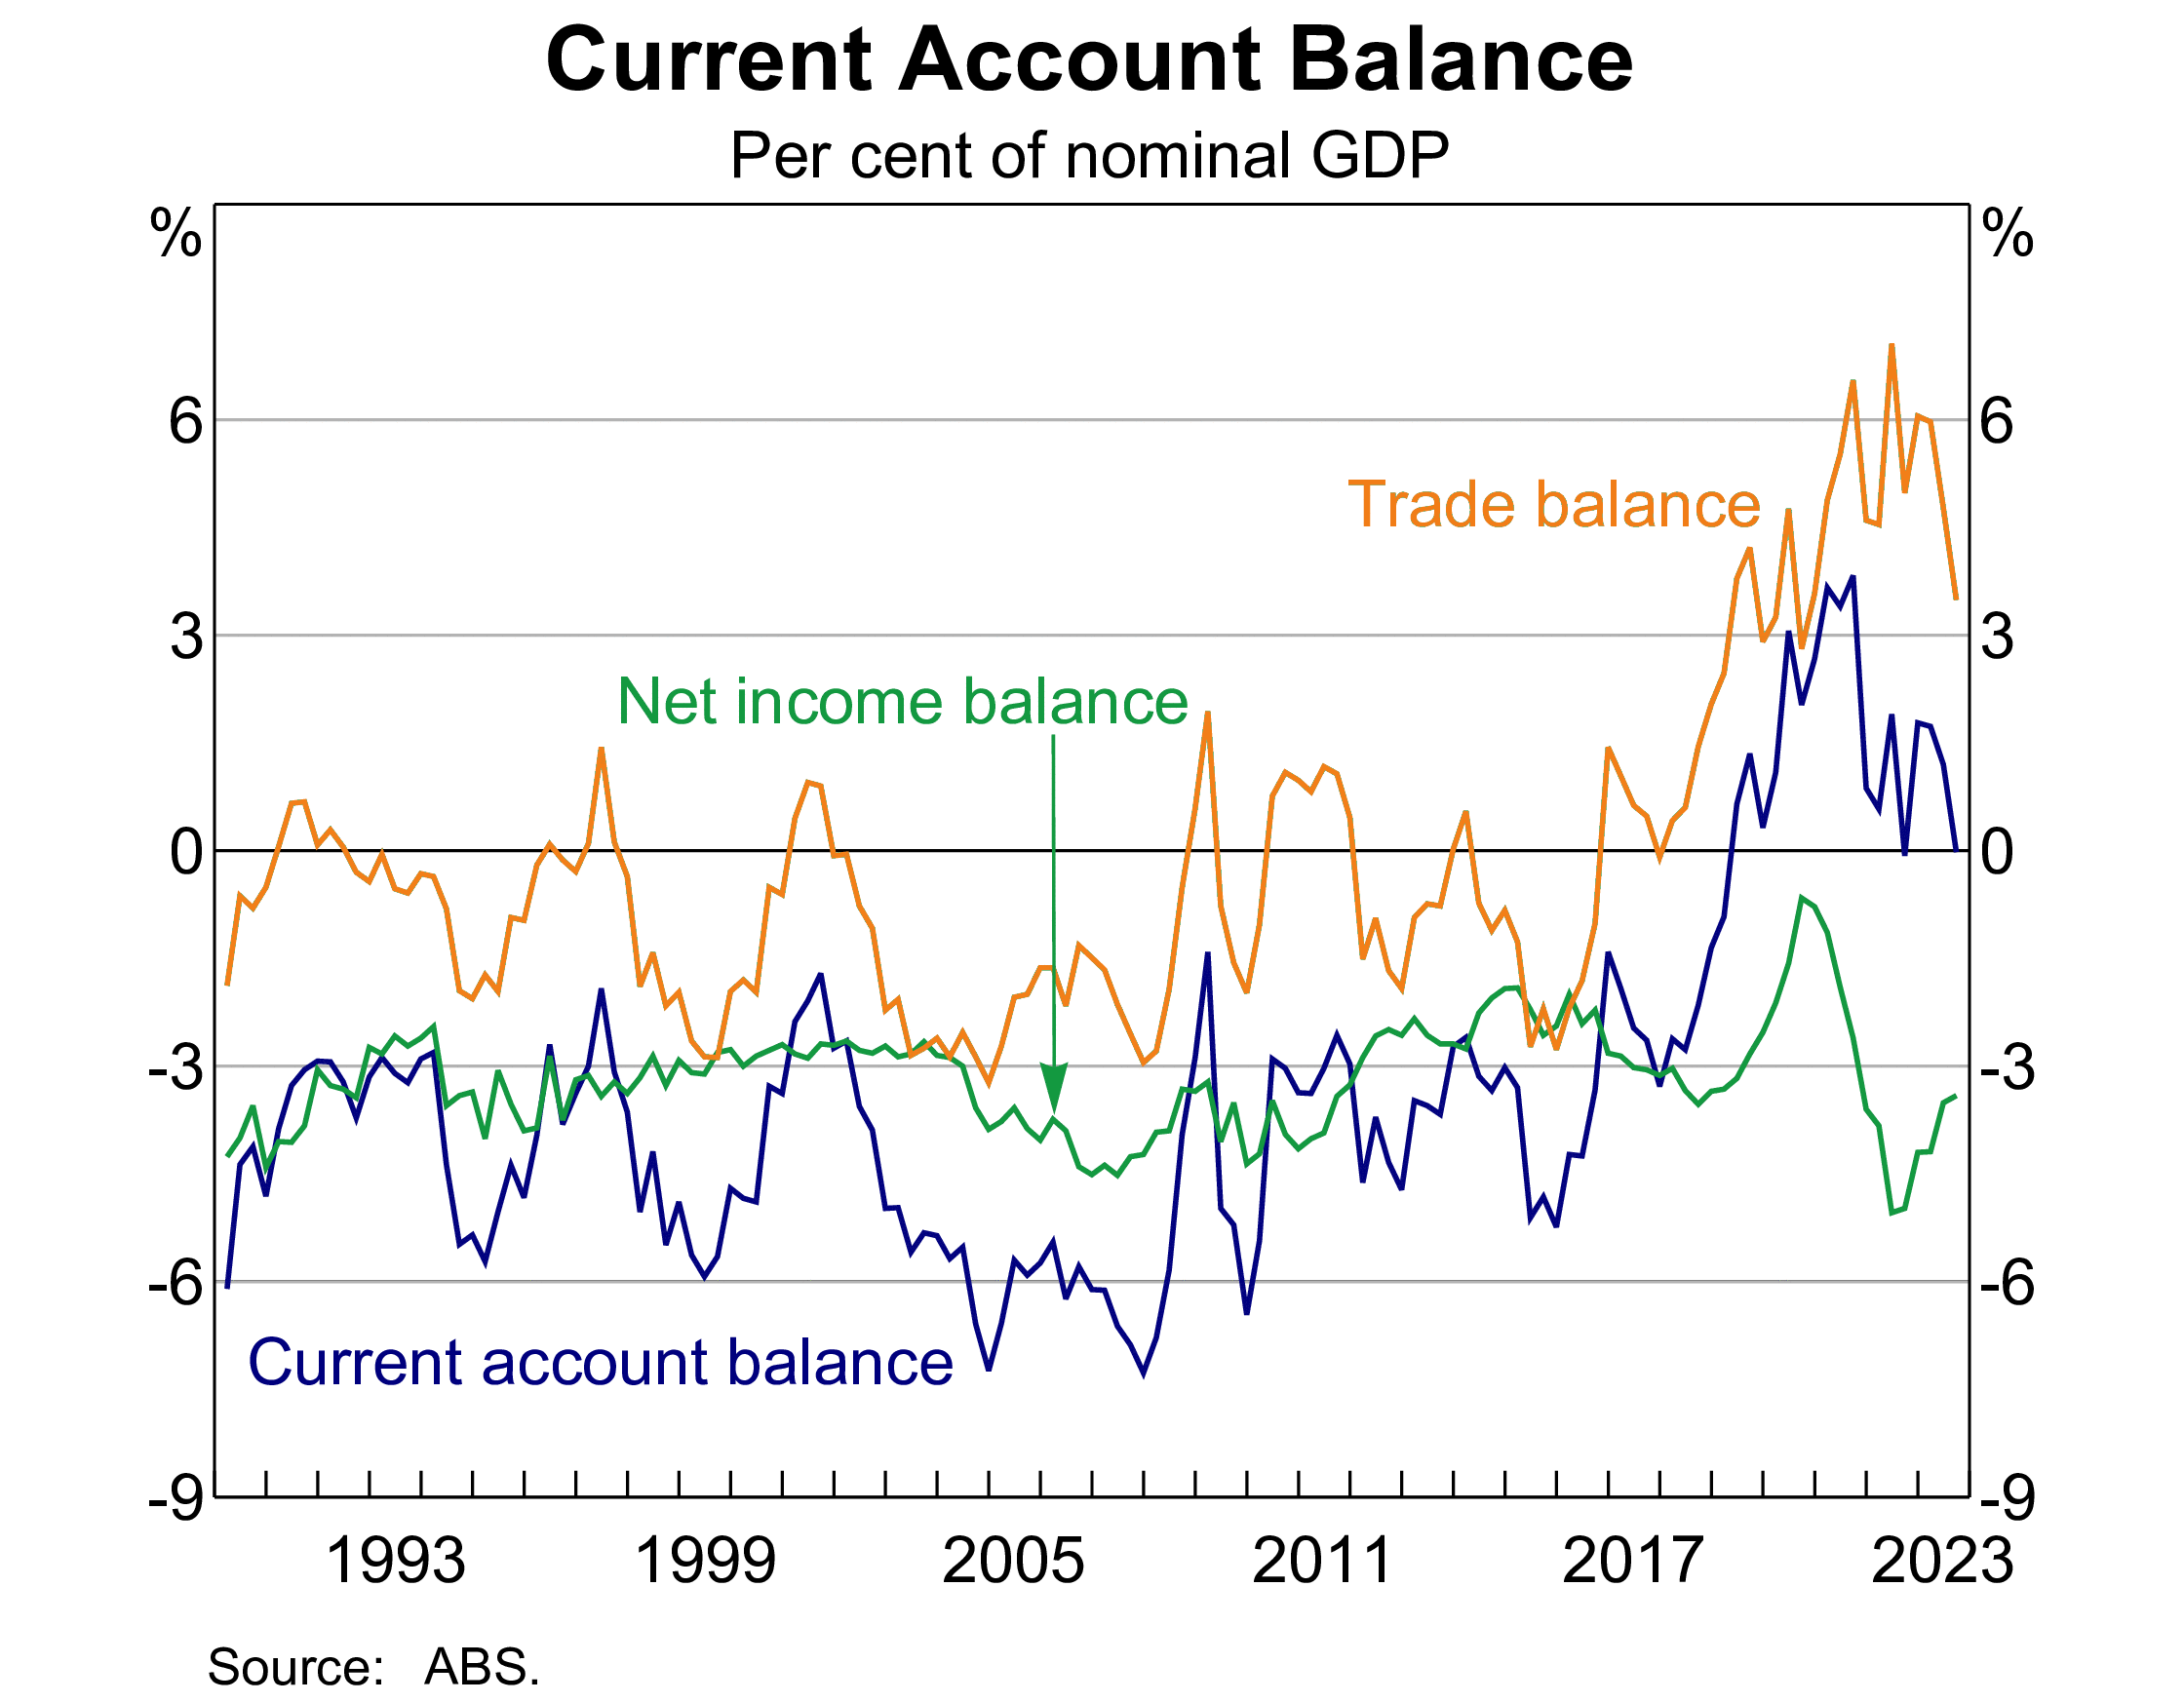 Current Account Balance
Per cent of nominal GDP
% %
6 6
Trade balance
3 3
Net income balance
0 0
-3 -3
-6 -6
Current account balance
-9 -9
1993 1999 2005 2011 2017 2023
Source: ABS.